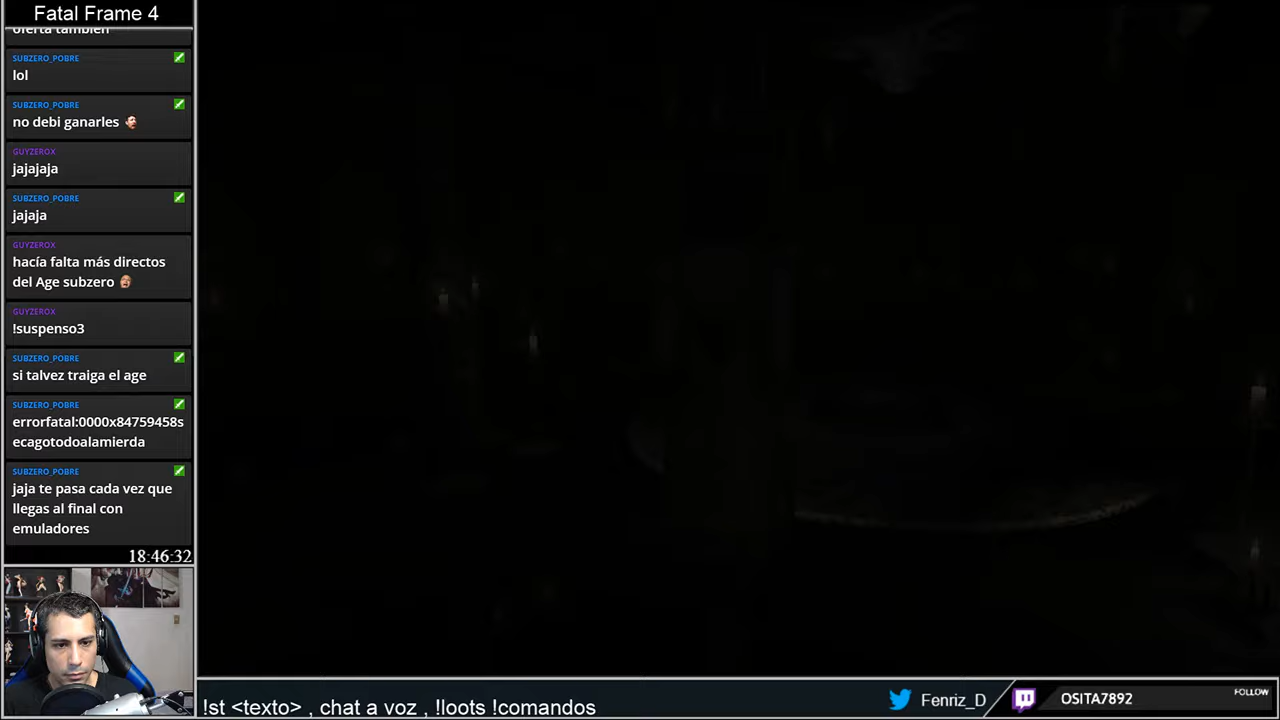 Fatal Frame 4
oferta también
SUBZERO_POBRE
lol
SUBZERO_POBRE
no debi ganarles
GUYZEROX
jajajaja
SUBZERO_POBRE
jajaja
GUYZEROX
hacía falta más directos
del Age subzero
GUYZEROX
!suspenso3
SUBZERO_POBRE
si talvez traiga el age
SUBZERO_POBRE
errorfatal:0000x84759458s
ecagotodoalamierda
SUBZERO_POBRE
jaja te pasa cada vez que
llegas al final con
emuladores
18:46:32
!st <texto> , chat a voz , !loots !comandos
Fenriz_D
OSITA7892
FOLLOW